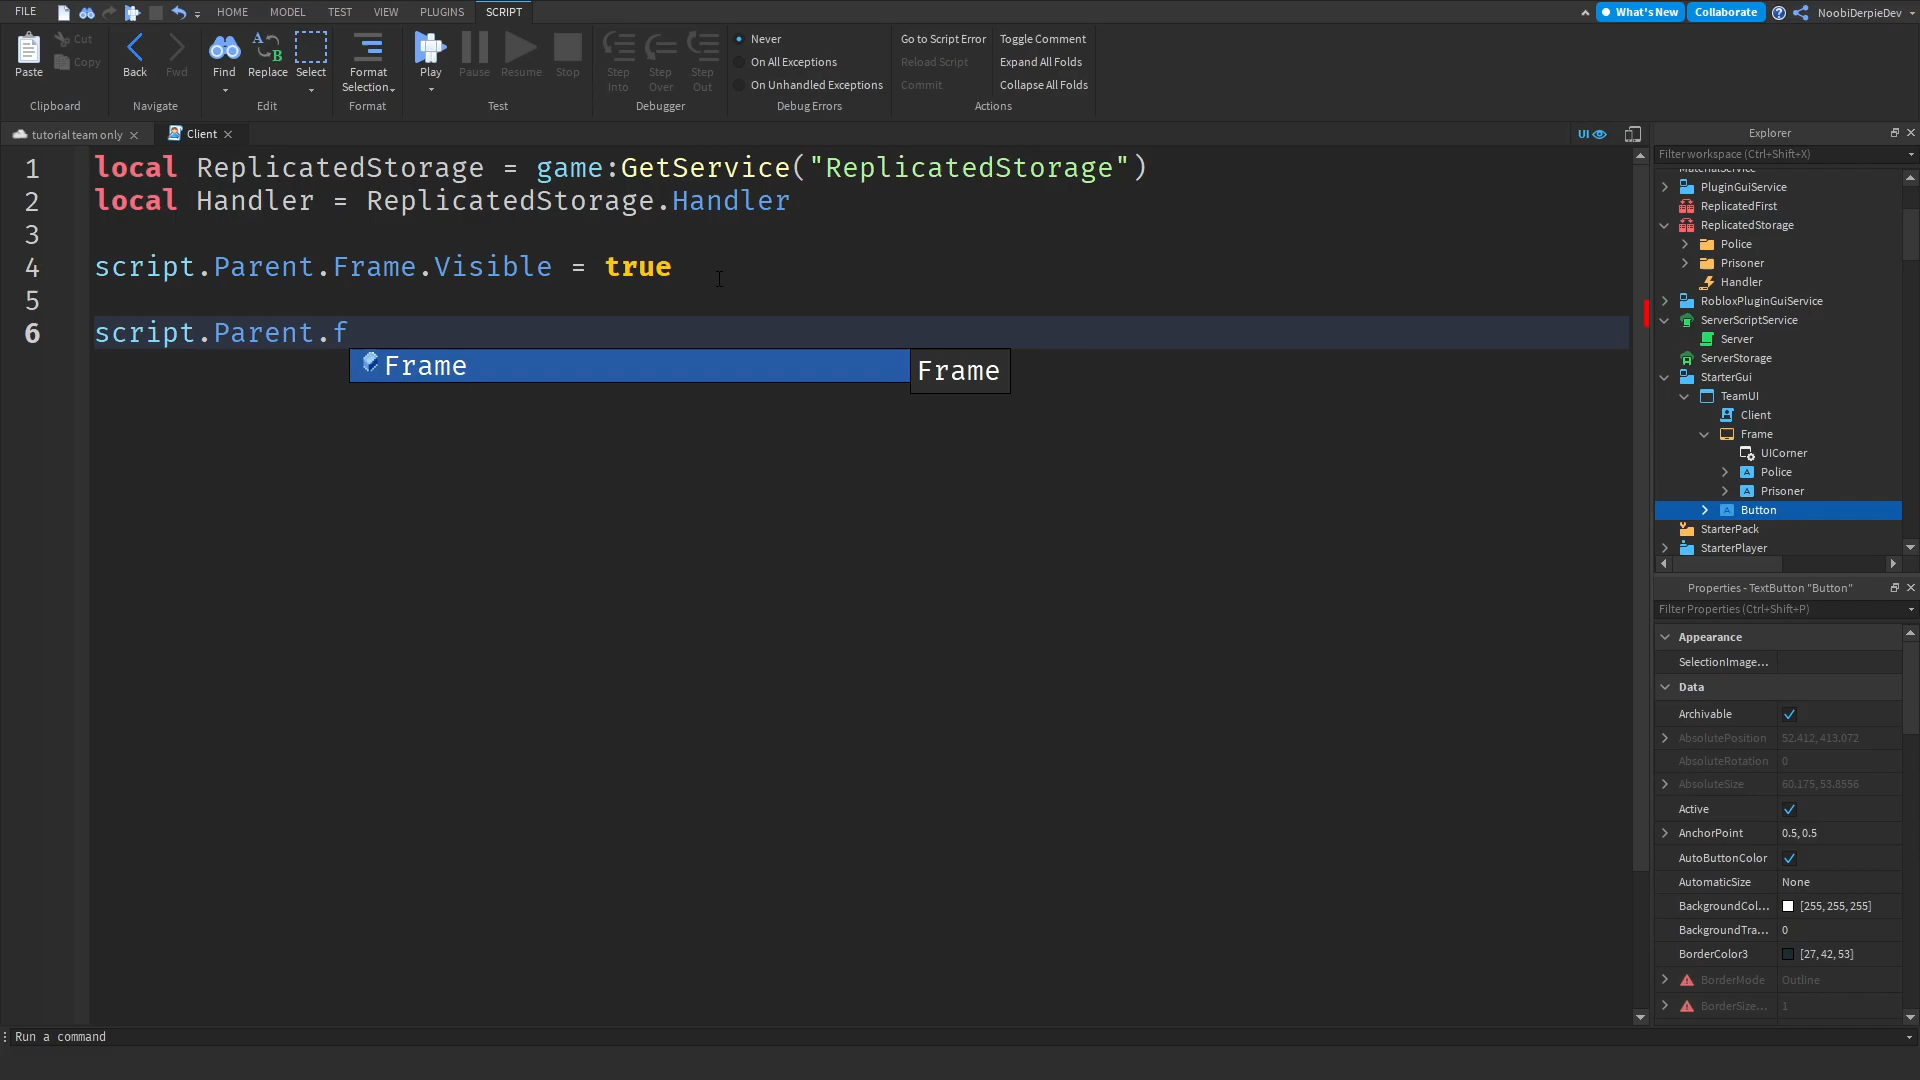 FILE
HOME
MODEL
TEST
VIEW
PLUGINS
SCRIPT
What's New
Collaborate
NoobiDerpieDev
Paste
Cut
Copy
Clipboard
Back
Fwd
Navigate
Find
Replace
Select
Edit
Format
Selection
Format
Play
Pause
Resume
Stop
Test
Step
Into
Step
Over
Step
Out
Debugger
Never
On All Exceptions
On Unhandled Exceptions
Debug Errors
Go to Script Error
Reload Script
Commit
Toggle Comment
Expand All Folds
Collapse All Folds
Actions
tutorial team only
Client
UI
1 local ReplicatedStorage = game:GetService("ReplicatedStorage")
2 local Handler = ReplicatedStorage.Handler
3
4 script.Parent.Frame.Visible = true
5
6 script.Parent.f
Frame
Frame
Explorer
Filter workspace (Ctrl+Shift+X)
MaterialService
PluginGuiService
ReplicatedFirst
ReplicatedStorage
Police
Prisoner
Handler
RobloxPluginGuiService
ServerScriptService
Server
ServerStorage
StarterGui
TeamUI
Client
Frame
UICorner
Police
Prisoner
Button
StarterPack
StarterPlayer
Properties - TextButton "Button"
Filter Properties (Ctrl+Shift+P)
Appearance
SelectionImage...
Data
Archivable
AbsolutePosition 52.412, 413.072
AbsoluteRotation 0
AbsoluteSize 60.175, 53.8556
Active
AnchorPoint 0.5, 0.5
AutoButtonColor
AutomaticSize None
BackgroundCol... [255, 255, 255]
BackgroundTra... 0
BorderColor3 [27, 42, 53]
BorderMode Outline
BorderSize... 1
Run a command